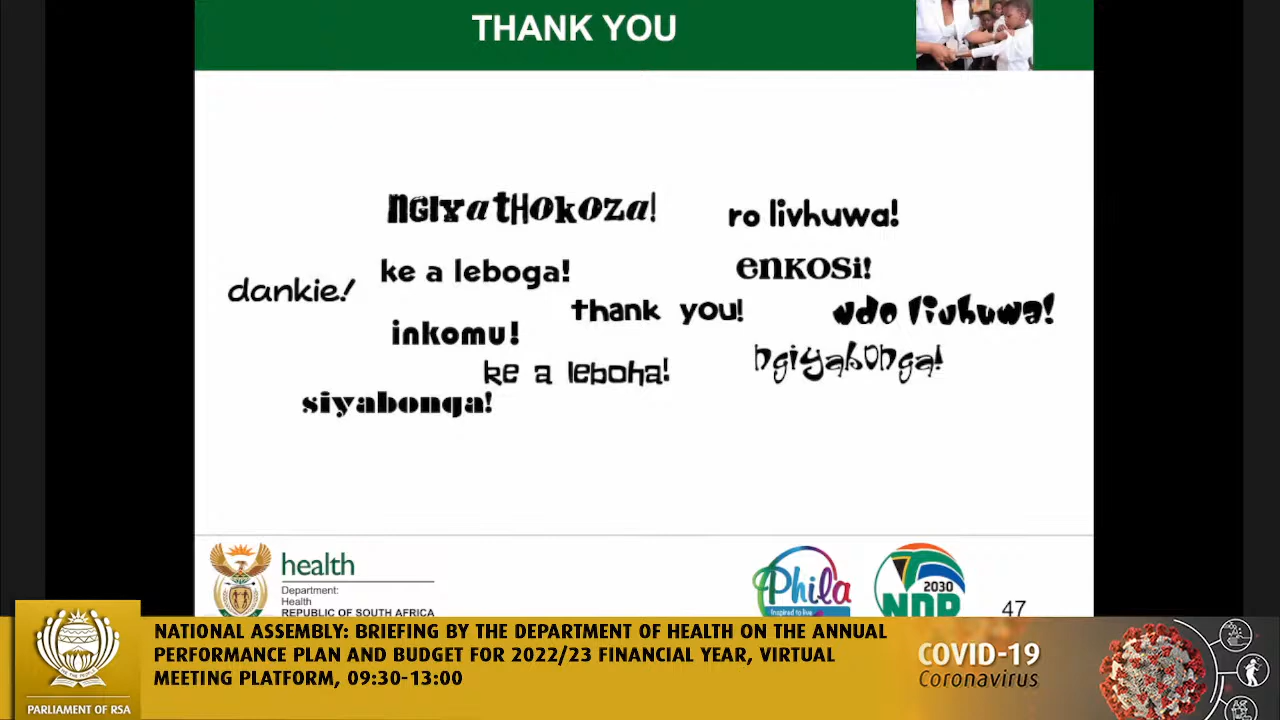 THANK YOU
NGIYATHOKOZA!
ro livhuwa!
ke a leboga!
ENKOSi!
dankie!
thank you!
ndo livhuwa!
inkomu!
ngiyabonga!
ke a leboha!
siyabonga!
health
Department:
Health
REPUBLIC OF SOUTH AFRICA
Phila
Inspired to live
2030
NDP
47
NATIONAL ASSEMBLY: BRIEFING BY THE DEPARTMENT OF HEALTH ON THE ANNUAL
PERFORMANCE PLAN AND BUDGET FOR 2022/23 FINANCIAL YEAR, VIRTUAL
MEETING PLATFORM, 09:30-13:00
PARLIAMENT OF RSA
COVID-19
Coronavirus